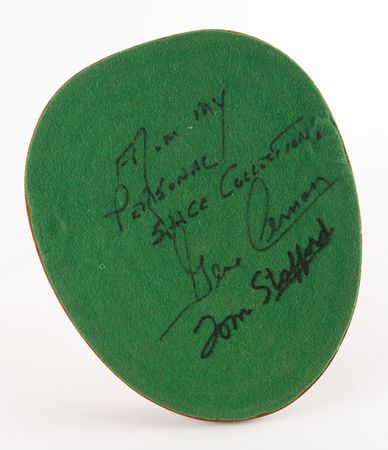 From my
Personal
Space Collection
Gene Cernan
Tom Stafford